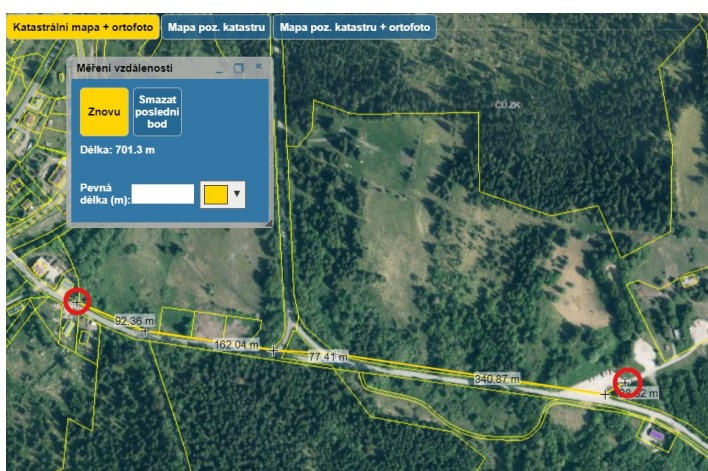 Katastrální mapa + ortofoto
Mapa poz. katastru
Mapa poz. katastru + ortofoto
Měření vzdálenosti
Znovu
Smazat
poslední
bod
Délka: 701.3 m
Pevná
délka (m):
ČÚZK
92.36 m
162.04 m
77.41 m
340.87 m